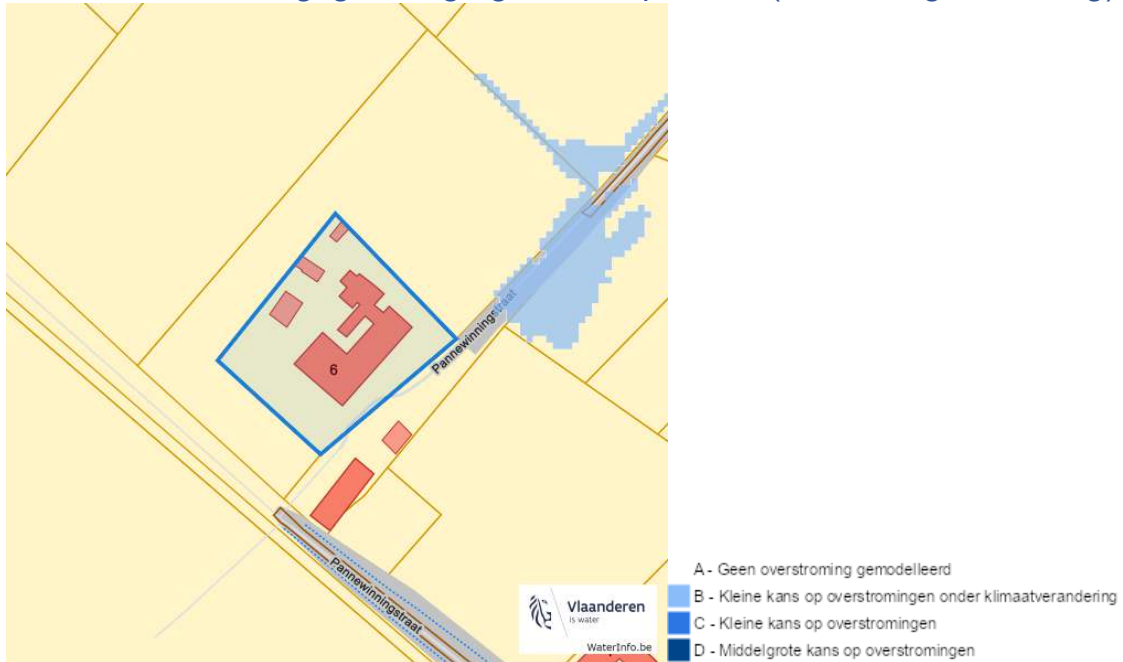 Pannewinningstraat
6
Pannewinningstraat
Vlaanderen
is water
WaterInfo.be
A - Geen overstroming gemodelleerd
B - Kleine kans op overstromingen onder klimaatverandering
C - Kleine kans op overstromingen
D - Middelgrote kans op overstromingen